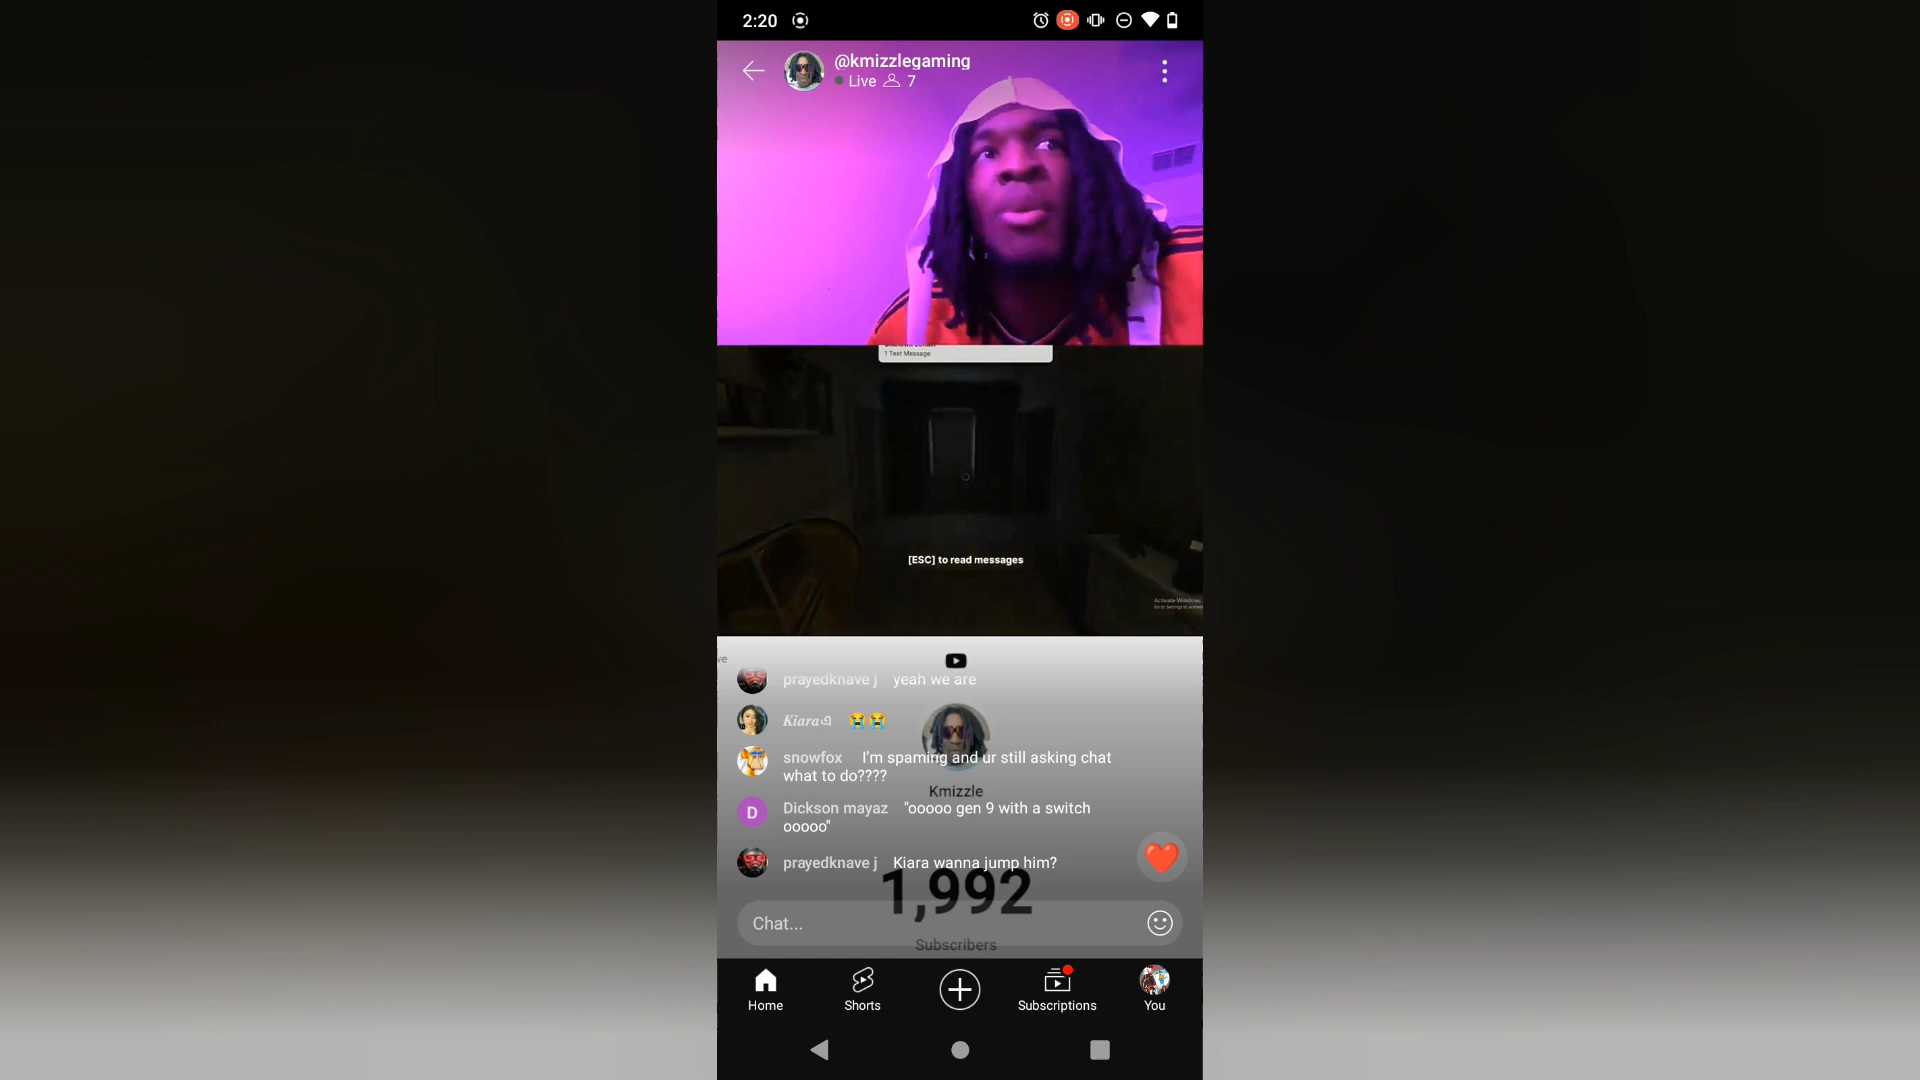 2:20
@kmizzlegaming
Live 7
1 Text Message
[ESC] to read messages
Activate Windows
prayedknave j yeah we are
Kiara 😭😭
snowfox I'm spaming and ur still asking chat
what to do????
Kmizzle
D
Dickson mayaz "ooooo gen 9 with a switch
ooooo"
prayedknave j Kiara wanna jump him?
1,992
Chat...
Subscribers
Home
Shorts
Subscriptions
You